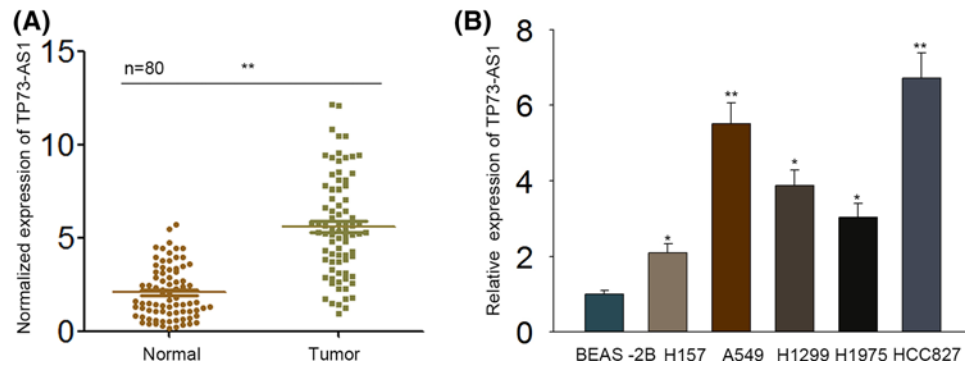 (A)
Normalized expression of TP73-AS1
15
10
5
0
n=80
**
Normal
Tumor
(B)
Relative expression of TP73-AS1
8
6
4
2
0
*
**
*
*
**
BEAS -2B H157 A549 H1299 H1975 HCC827